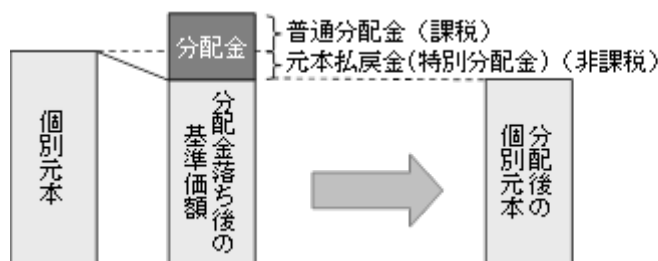 分配金
普通分配金（課税）
元本払戻金(特別分配金)（非課税）
個別元本
分配金落ち後の
基準価額
分配後の
個別元本